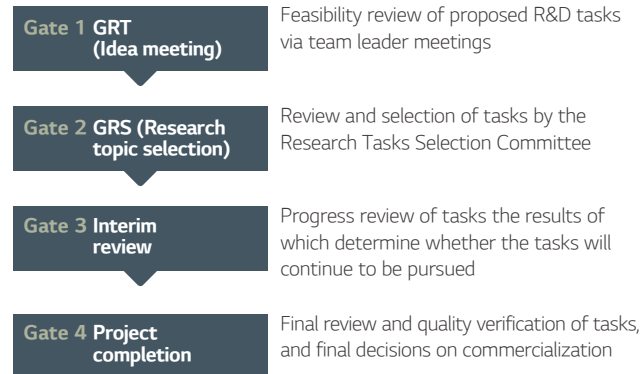 Gate 1 GRT
(Idea meeting)
Feasibility review of proposed R&D tasks
via team leader meetings
Gate 2 GRS (Research
topic selection)
Review and selection of tasks by the
Research Tasks Selection Committee
Gate 3 Interim
review
Progress review of tasks the results of
which determine whether the tasks will
continue to be pursued
Gate 4 Project
completion
Final review and quality verification of tasks,
and final decisions on commercialization